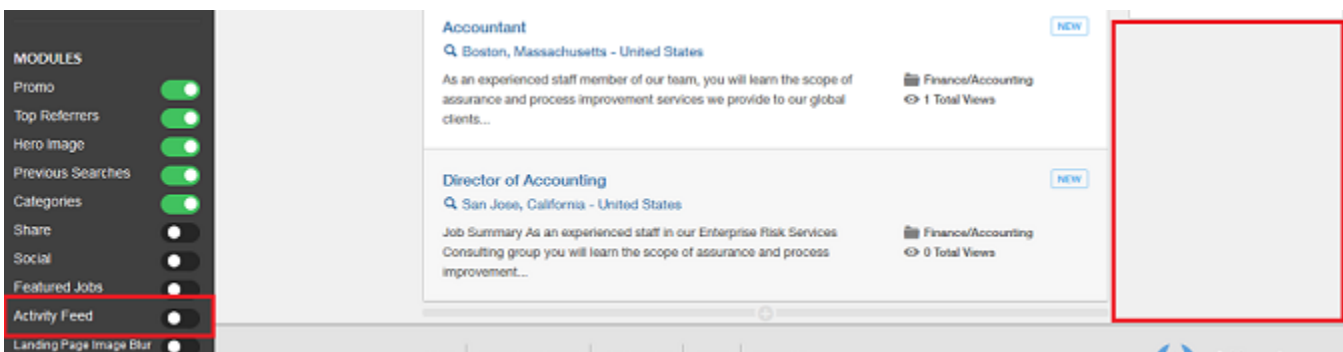 MODULES
Promo
Top Referrers
Hero Image
Previous Searches
Categories
Share
Social
Featured Jobs
Activity Feed
Landing Page Image Blur
Accountant
NEW
Boston, Massachusetts - United States
As an experienced staff member of our team, you will learn the scope of
assurance and process improvement services we provide to our global
clients...
Finance/Accounting
1 Total Views
Director of Accounting
NEW
San Jose, California - United States
Job Summary As an experienced staff in our Enterprise Risk Services
Consulting group you will learn the scope of assurance and process
improvement...
Finance/Accounting
0 Total Views